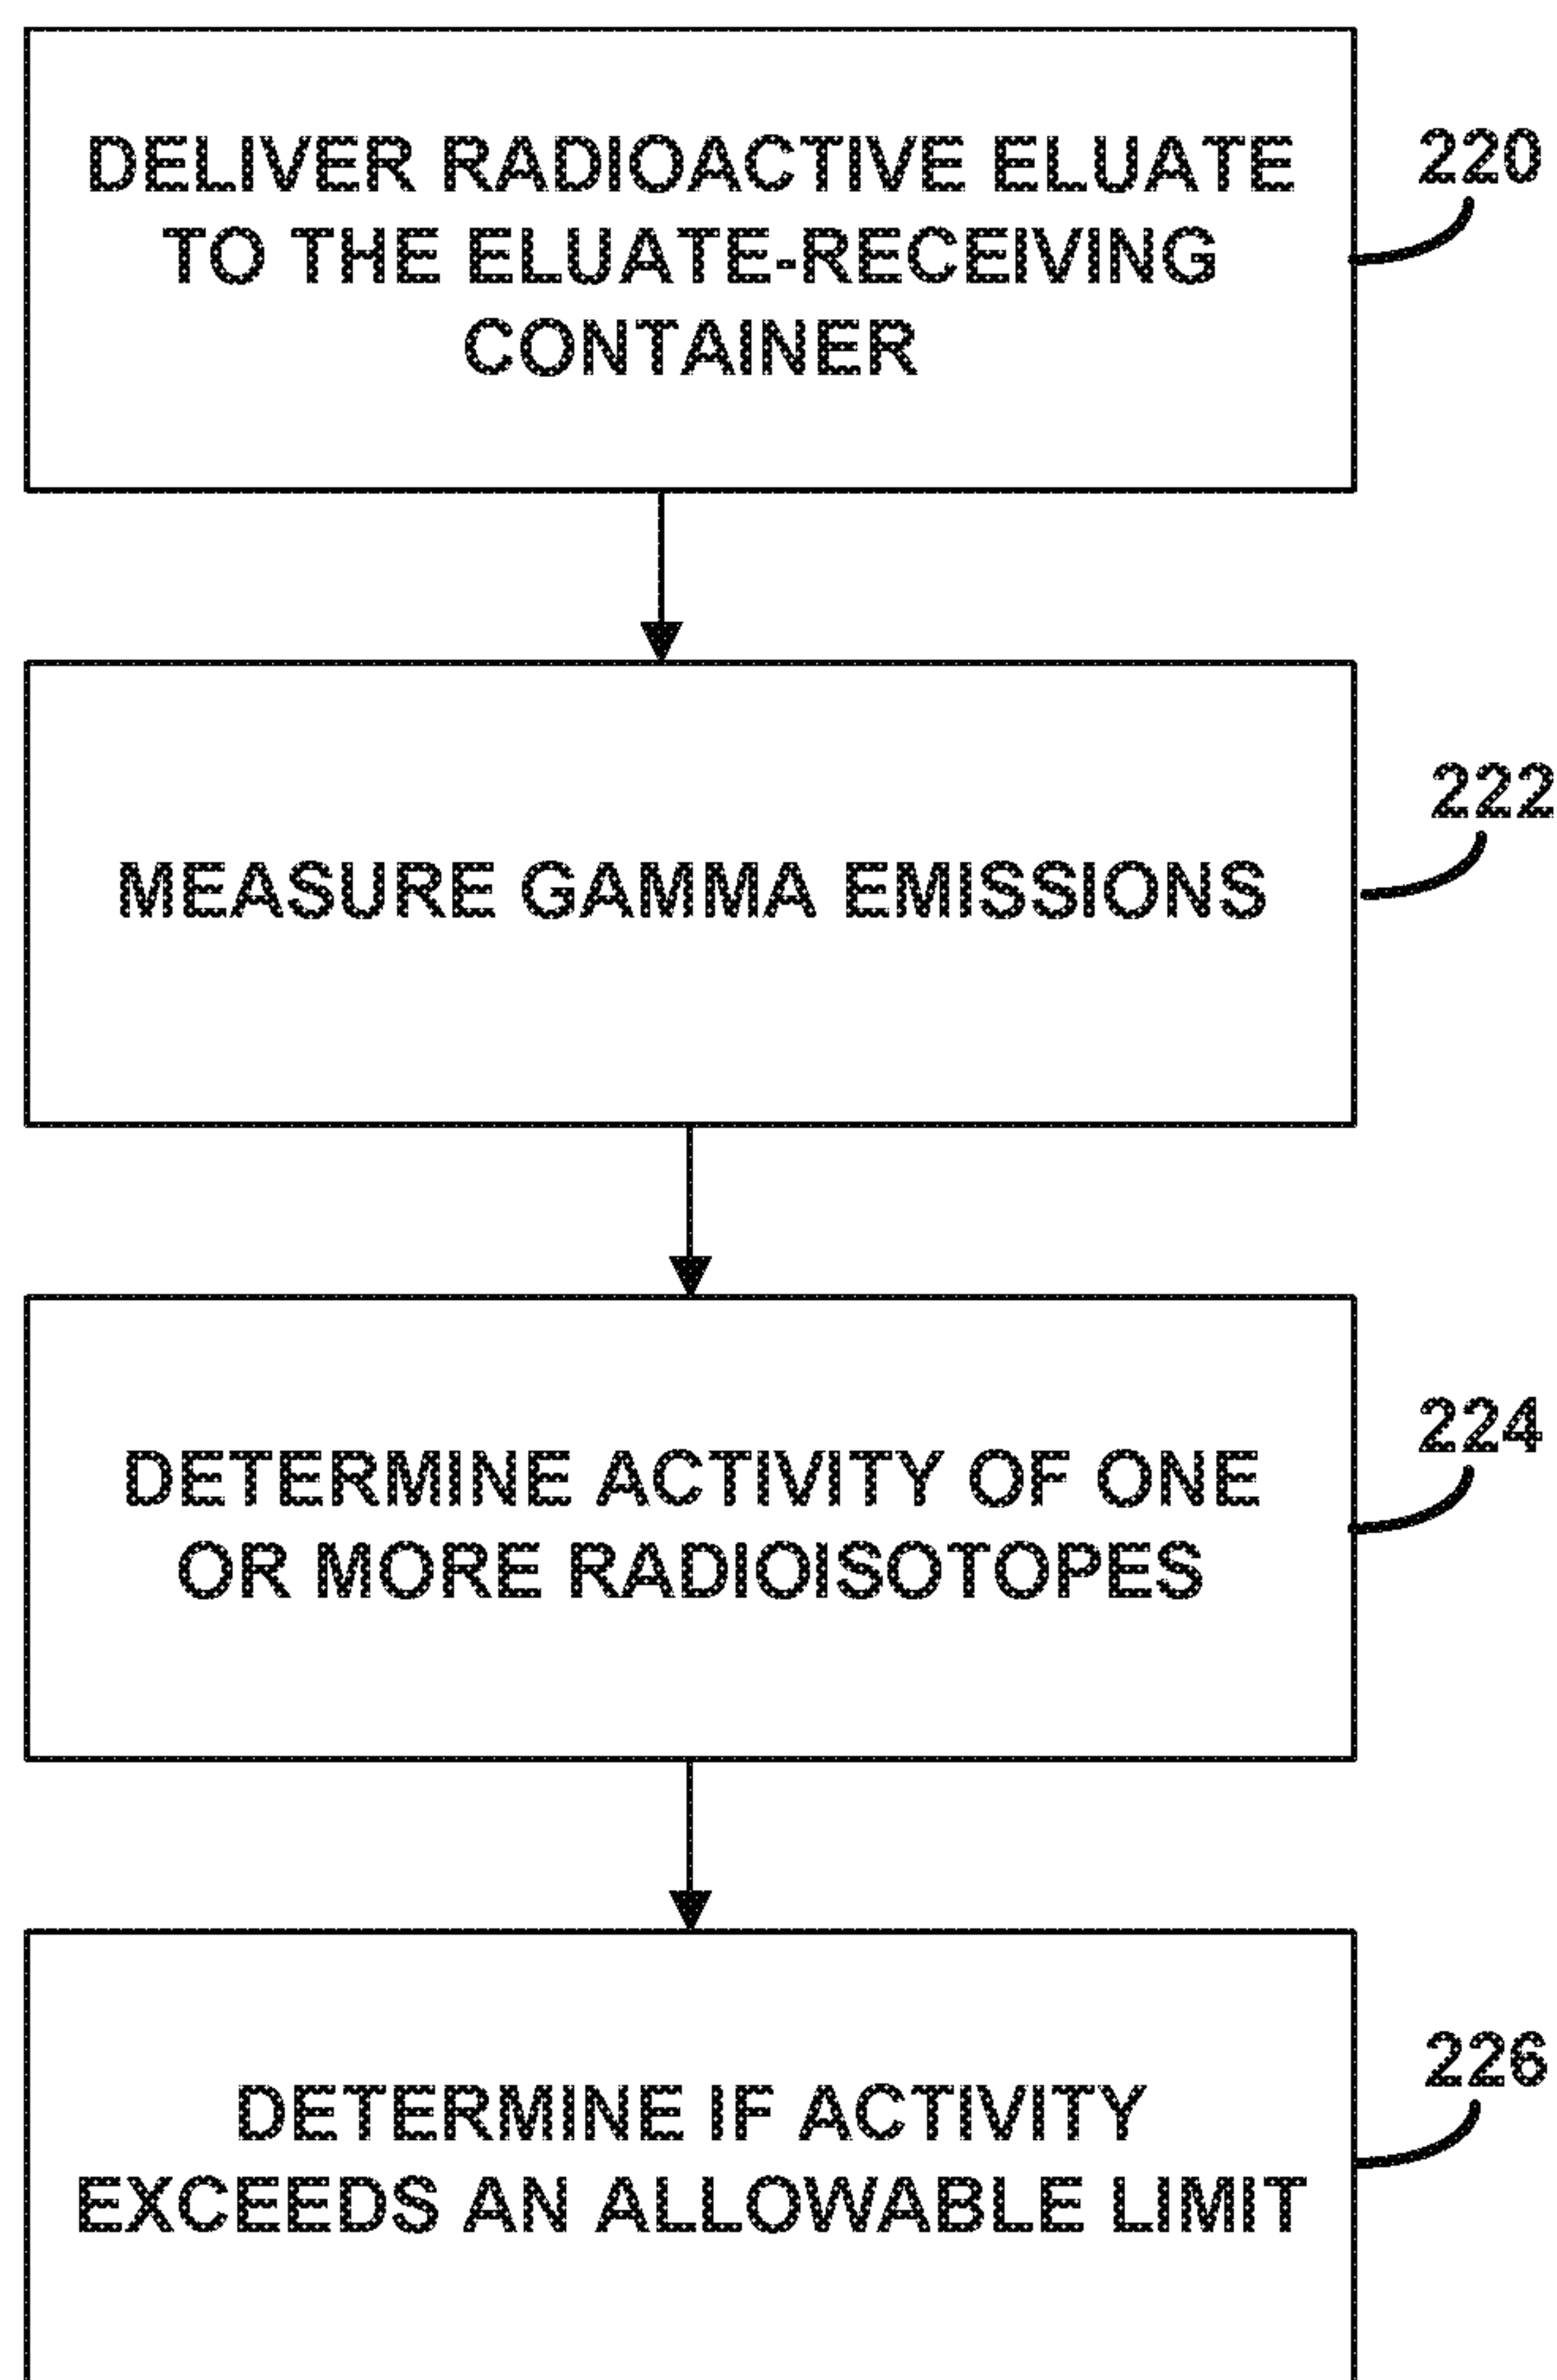 DELIVER RADIOACTIVE ELUATE
TO THE ELUATE-RECEIVING
CONTAINER
220
MEASURE GAMMA EMISSIONS
222
DETERMINE ACTIVITY OF ONE
OR MORE RADIOISOTOPES
224
DETERMINE IF ACTIVITY
EXCEEDS AN ALLOWABLE LIMIT
226